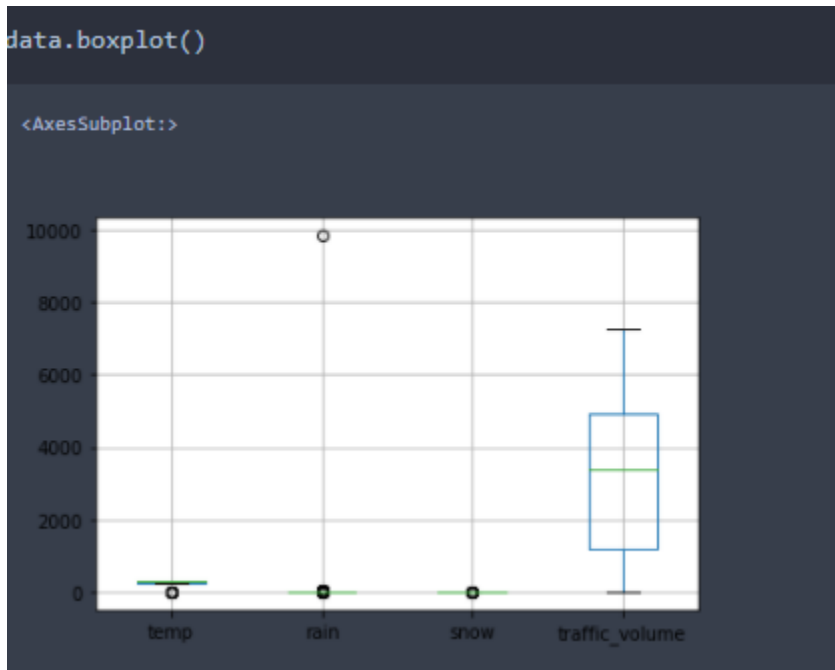 data.boxplot()
<AxesSubplot:>
10000
8000
6000
4000
2000
0
temp rain snow traffic_volume